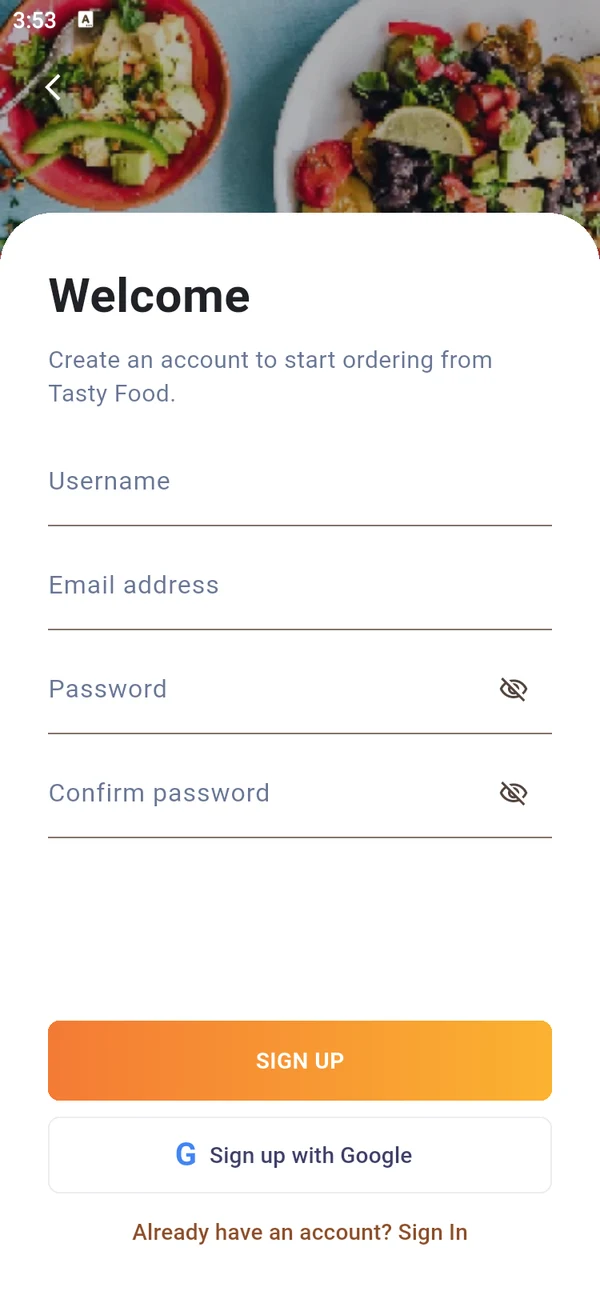 3:53
A
Welcome
Create an account to start ordering from
Tasty Food.
Username
Email address
Password
Confirm password
SIGN UP
G Sign up with Google
Already have an account? Sign In